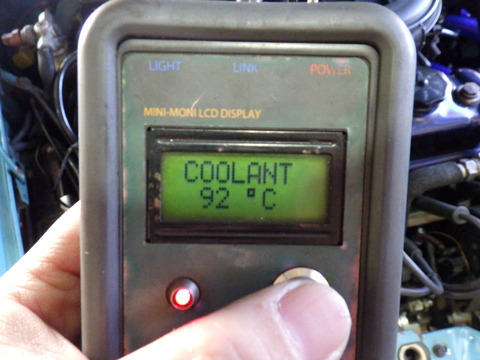 LIGHT LINK POWER
MINI-MONI LCD DISPLAY
COOLANT
92 °C